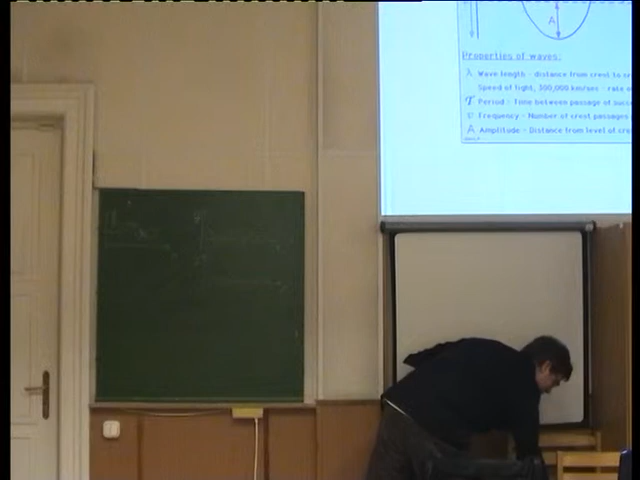 A
Properties of waves:
λ Wave length - distance from crest to cr
Speed of light, 300,000 km/sec - rate o
T Period - Time between passage of succ
υ Frequency - Number of crest passages
A Amplitude - Distance from level of cre